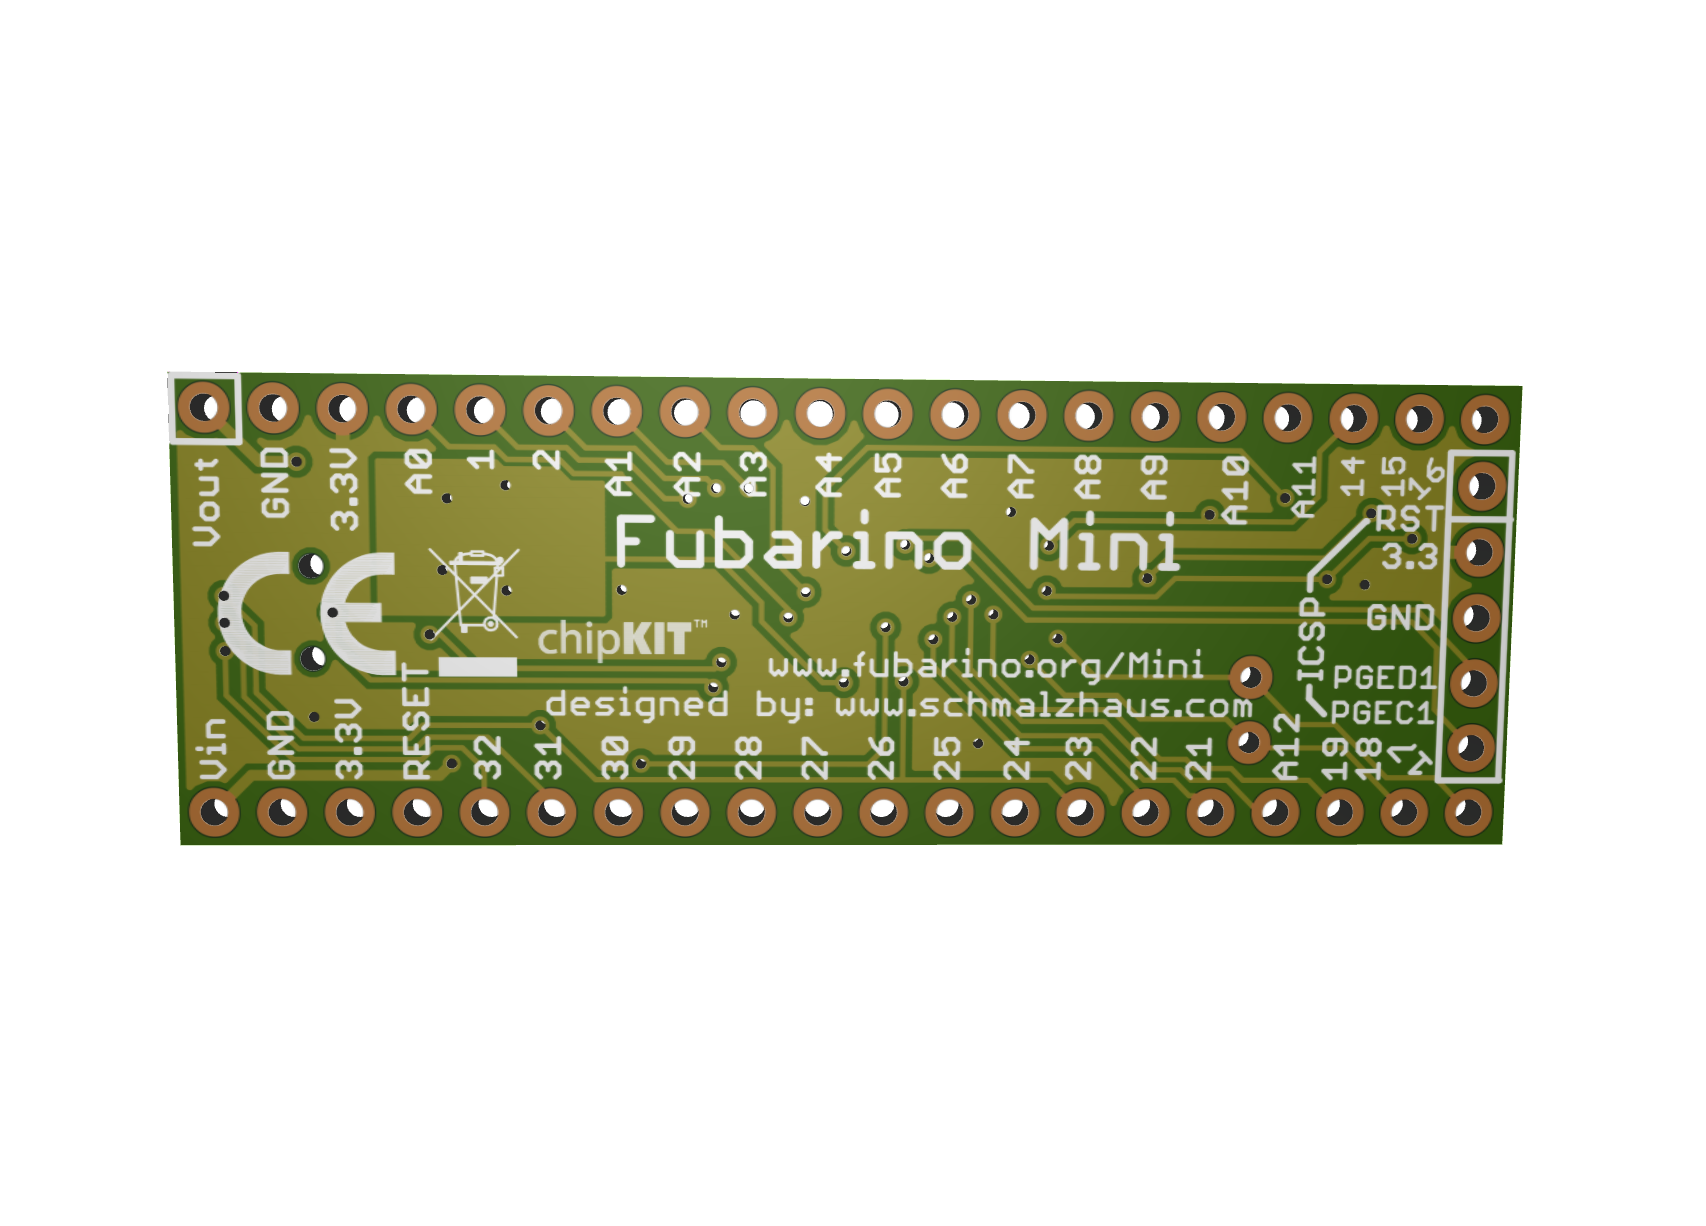 Vout GND 3.3V A0 1 2 A1 A2 A3 A4 A5 A6 A7 A8 A9 A10 A11 14 15 16
RST
3.3
Fubarino Mini
CE
GND
ICSP
chipKIT™
www.fubarino.org/Mini
PGED1
designed by: www.schmalzhaus.com
PGEC1
Vin GND 3.3V RESET 32 31 30 29 28 27 26 25 24 23 22 21 A12 19 18 17